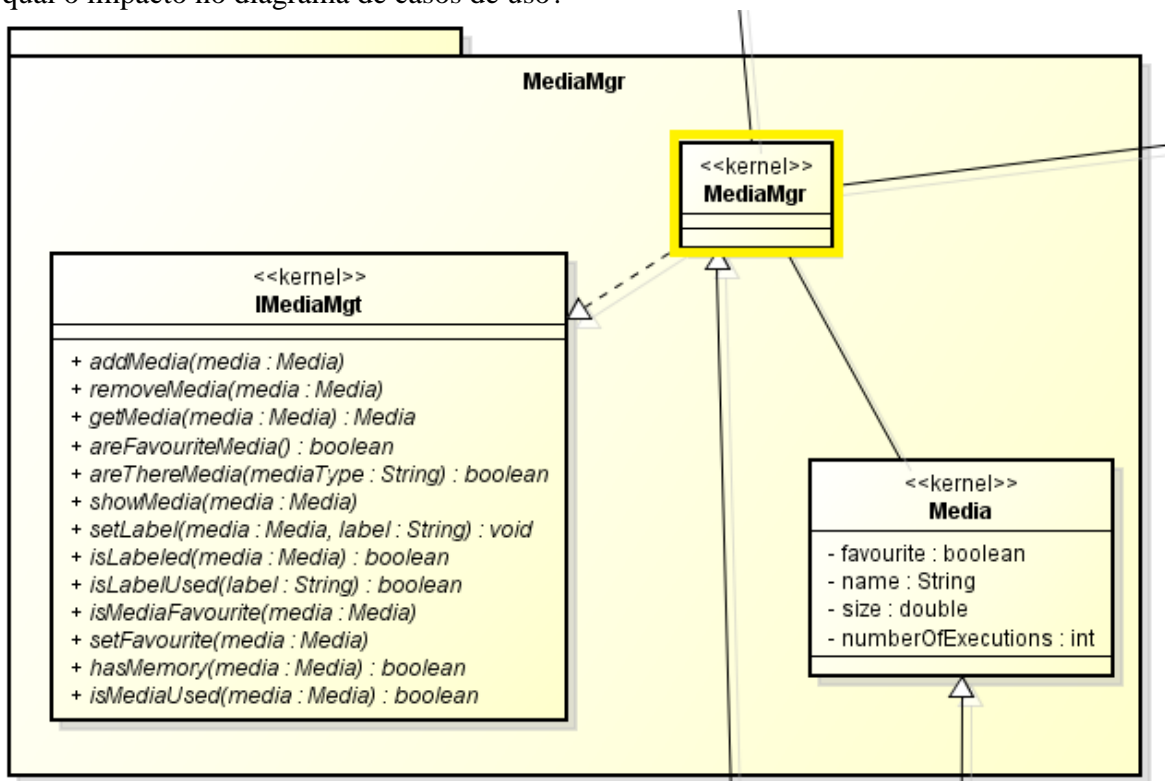 qual o impacto no diagrama de casos de uso?
MediaMgr
<<kernel>>
MediaMgr
<<kernel>>
IMediaMgt
+ addMedia(media : Media)
+ removeMedia(media : Media)
+ getMedia(media : Media) : Media
+ areFavouriteMedia() : boolean
+ areThereMedia(mediaType : String) : boolean
+ showMedia(media : Media)
+ setLabel(media : Media, label : String) : void
+ isLabeled(media : Media) : boolean
+ isLabelUsed(label : String) : boolean
+ isMediaFavourite(media : Media)
+ setFavourite(media : Media)
+ hasMemory(media : Media) : boolean
+ isMediaUsed(media : Media) : boolean
<<kernel>>
Media
- favourite : boolean
- name : String
- size : double
- numberOfExecutions : int